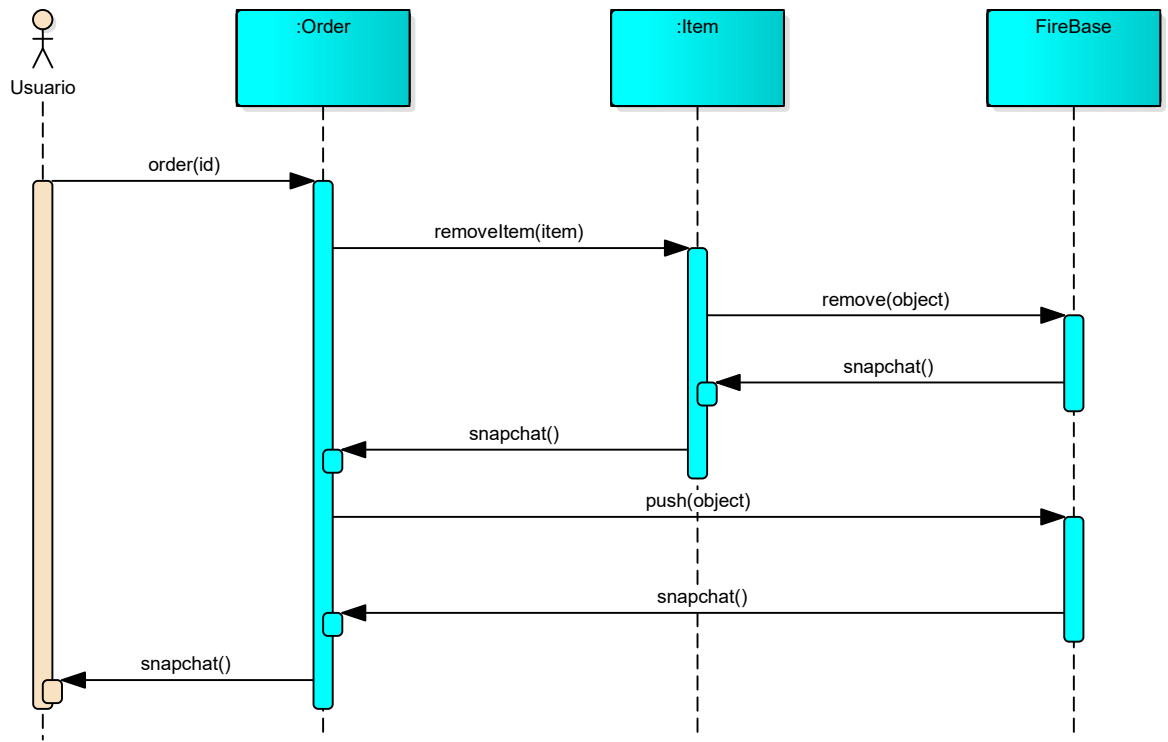 :Order
:Item
FireBase
Usuario
order(id)
removeItem(item)
remove(object)
snapchat()
snapchat()
push(object)
snapchat()
snapchat()